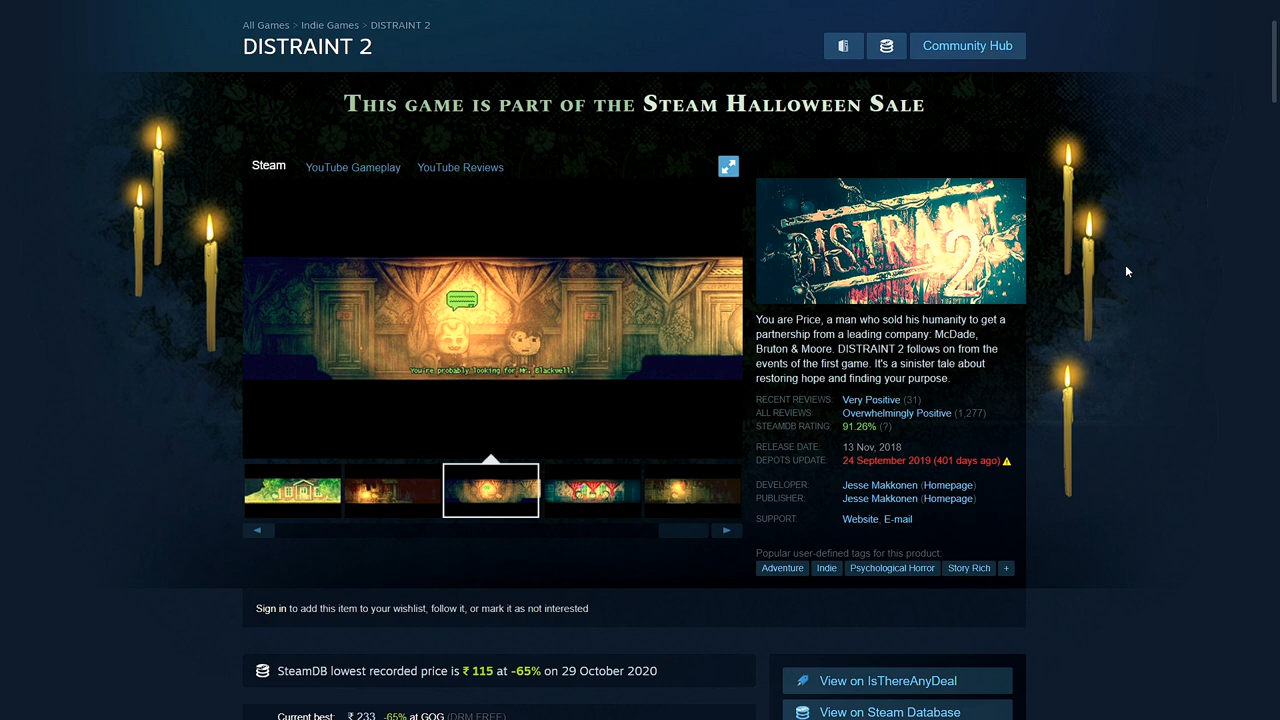 All Games > Indie Games > DISTRAINT 2
DISTRAINT 2
Community Hub
This game is part of the Steam Halloween Sale
Steam
YouTube Gameplay
YouTube Reviews
You're probably looking for Mr. Blackwell.
DISTRAINT 2
You are Price, a man who sold his humanity to get a
partnership from a leading company: McDade,
Bruton & Moore. DISTRAINT 2 follows on from the
events of the first game. It's a sinister tale about
restoring hope and finding your purpose.
RECENT REVIEWS: Very Positive (31)
ALL REVIEWS: Overwhelmingly Positive (1,277)
STEAMDB RATING: 91.26% (?)
RELEASE DATE: 13 Nov, 2018
DEPOTS UPDATE: 24 September 2019 (401 days ago)
DEVELOPER: Jesse Makkonen (Homepage)
PUBLISHER: Jesse Makkonen (Homepage)
SUPPORT: Website, E-mail
Popular user-defined tags for this product:
Adventure Indie Psychological Horror Story Rich +
Sign in to add this item to your wishlist, follow it, or mark it as not interested
SteamDB lowest recorded price is ₹ 115 at -65% on 29 October 2020
View on IsThereAnyDeal
View on Steam Database
Current best: ₹ 233 -65% at GOG (DRM FREE)